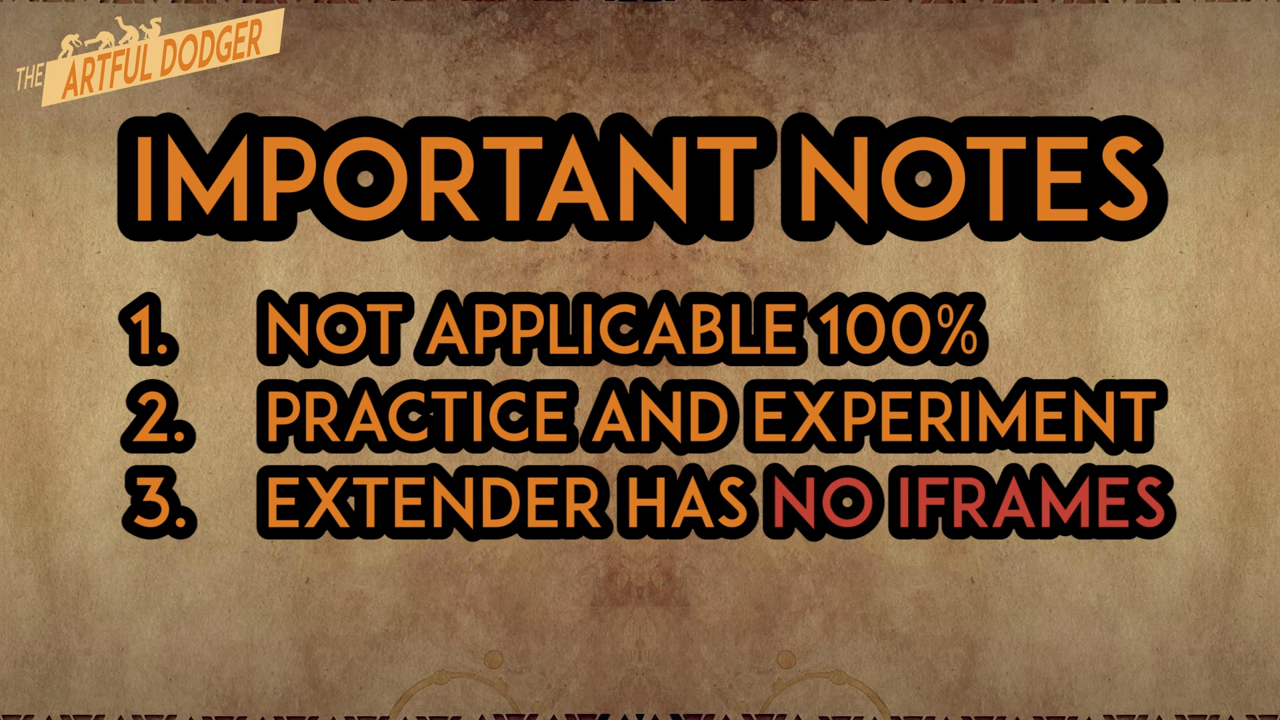 THE ARTFUL DODGER
IMPORTANT NOTES
1. NOT APPLICABLE 100%
2. PRACTICE AND EXPERIMENT
3. EXTENDER HAS NO IFRAMES